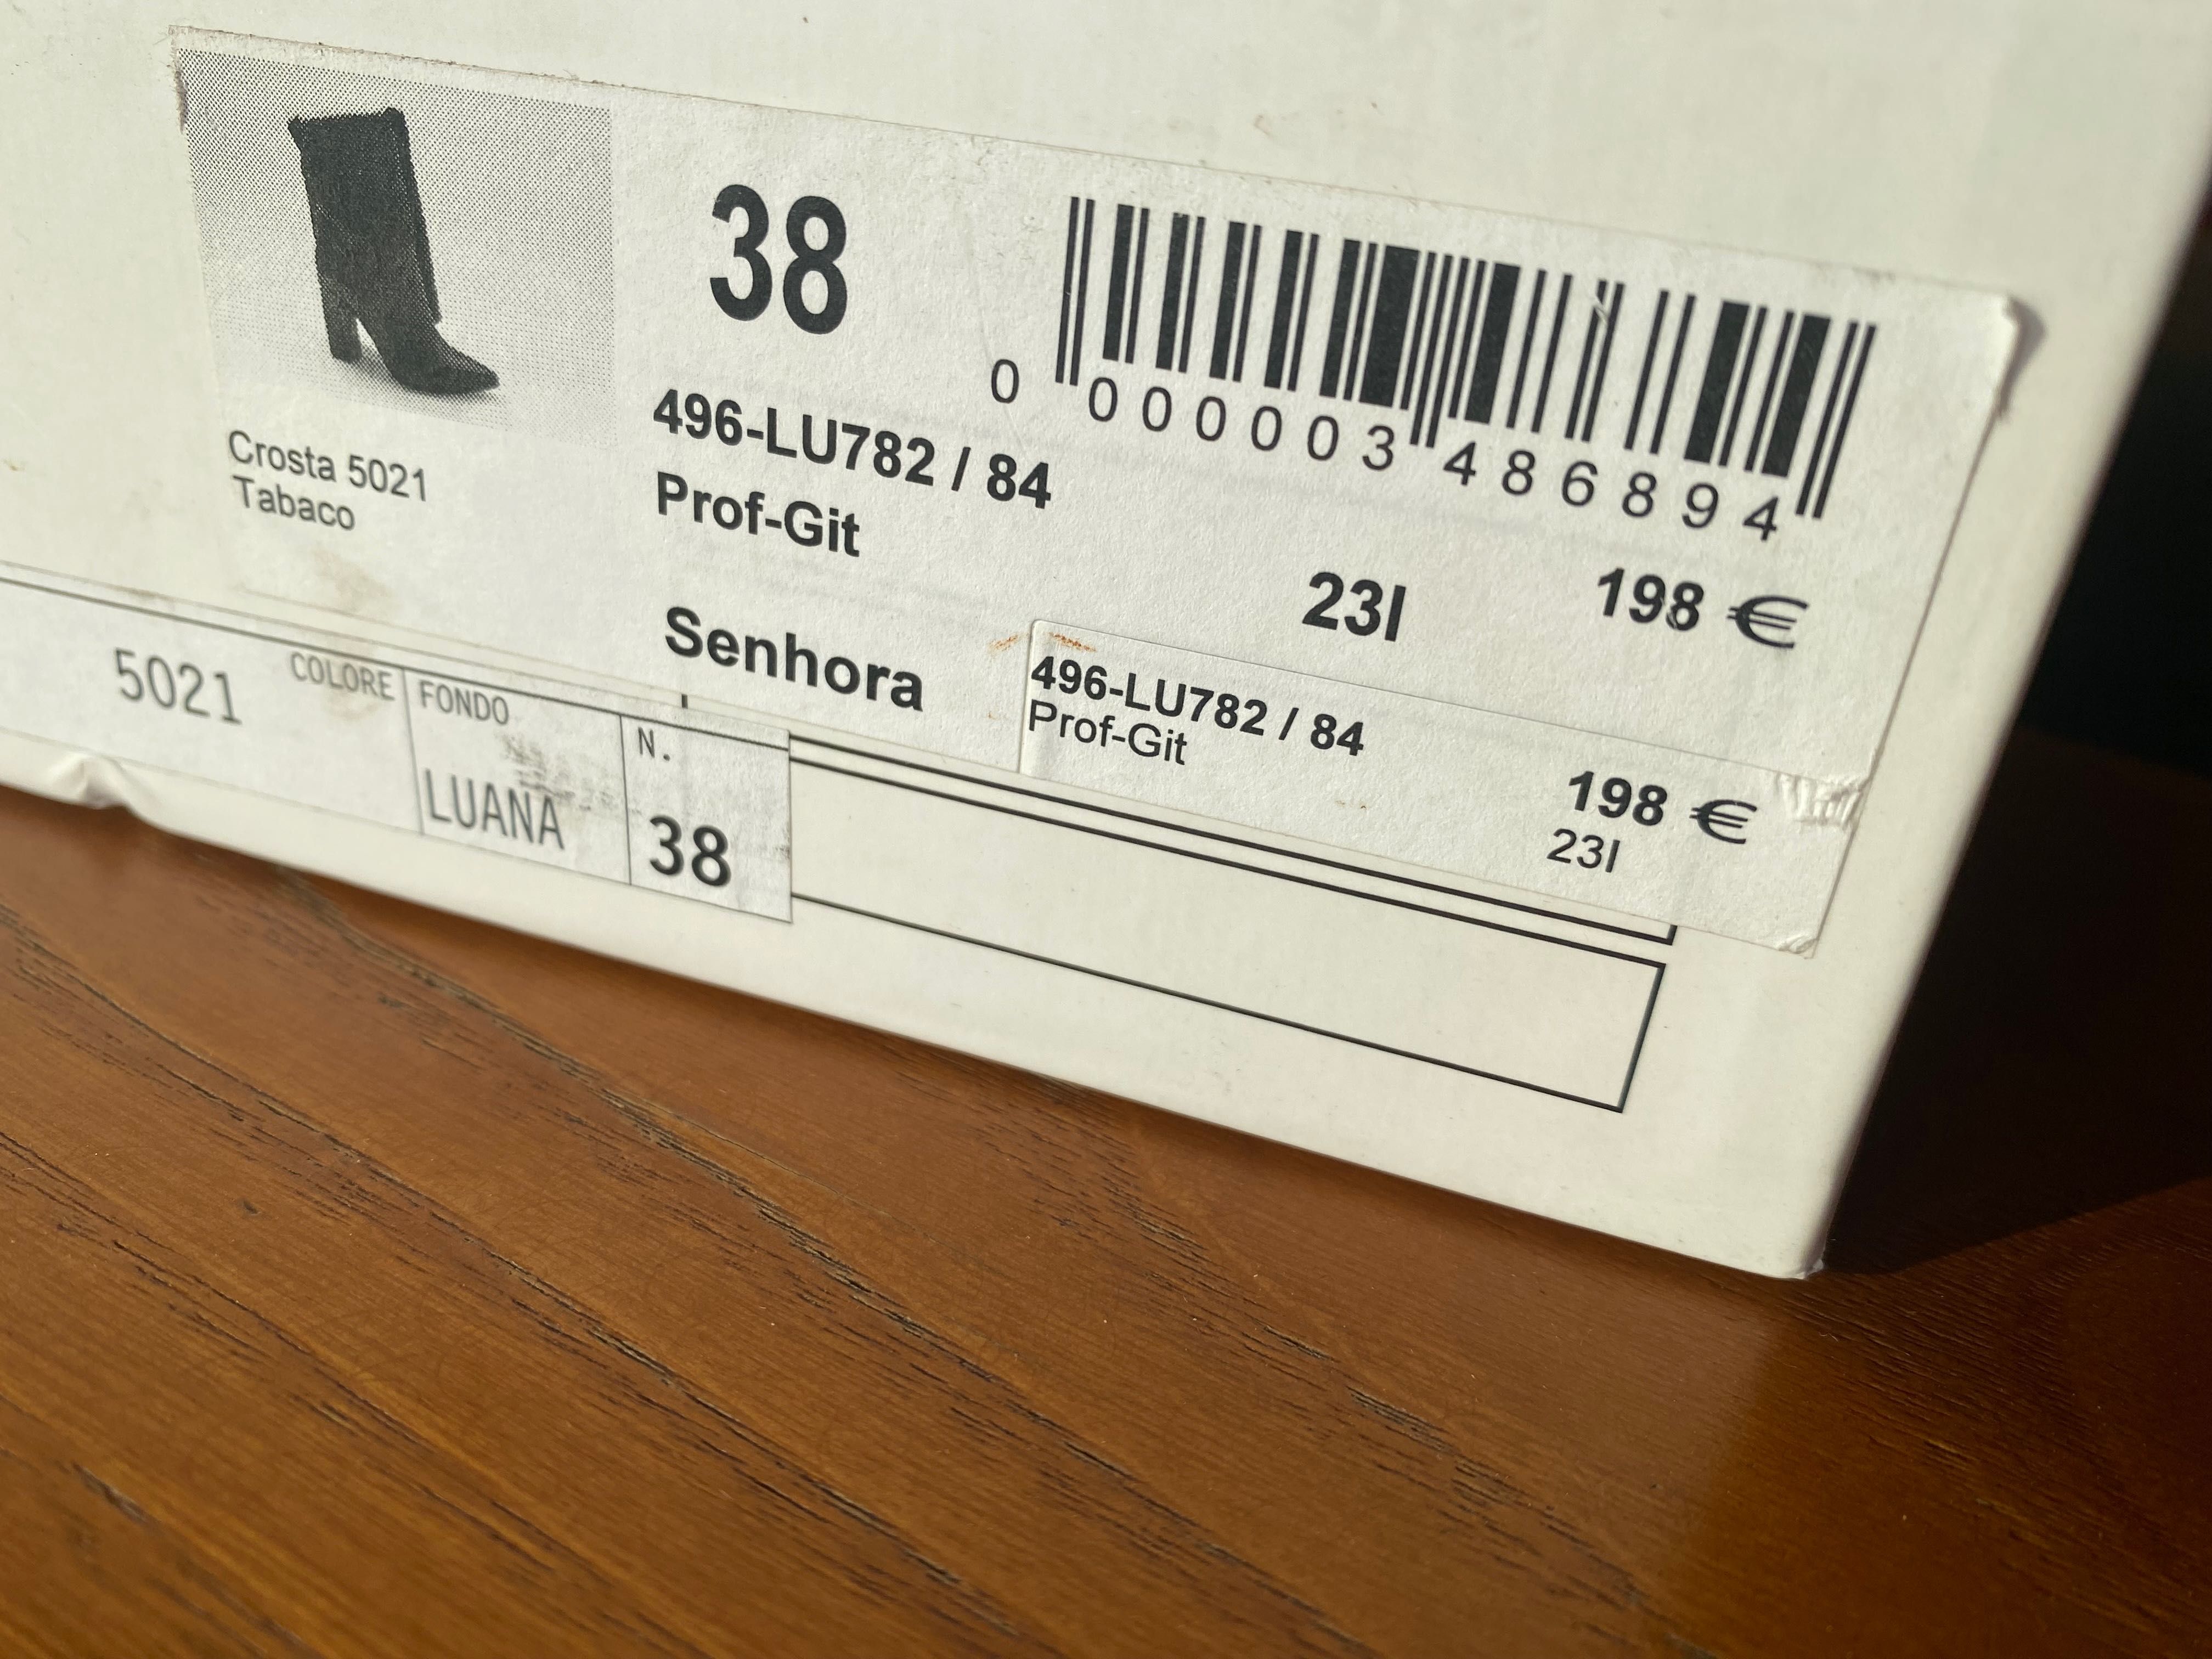 38
0 000003 486894
Crosta 5021
Tabaco
496-LU782 / 84
Prof-Git
23I
198 €
Senhora
496-LU782 / 84
Prof-Git
198 €
23I
5021
COLORE
FONDO
LUANA
N.
38